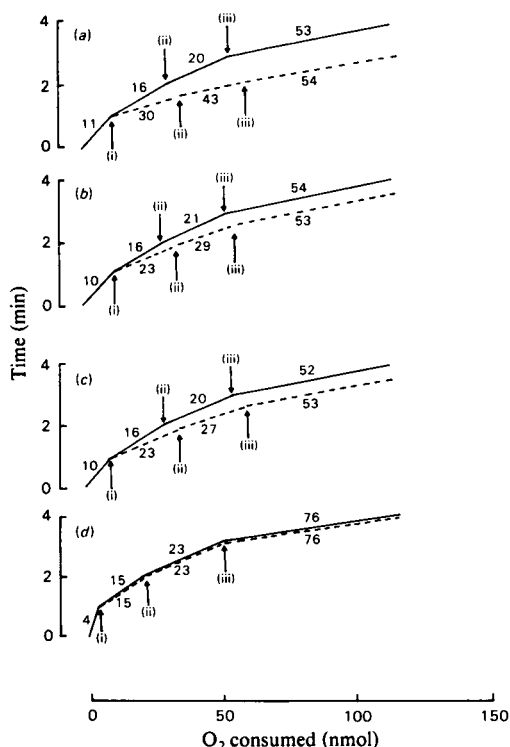 4
(a)
(iii)
53
(ii)
20
16
2
54
43
11
30
(iii)
(ii)
0
(i)
4
(b)
(iii)
54
(ii)
21
16
53
2
29
23
(iii)
10
(ii)
0
(i)
4
(c)
(iii)
52
(ii)
20
53
16
2
27
23
(iii)
10
(ii)
0
(i)
4
(d)
76
23
76
15
23
2
(iii)
15
4
(ii)
0
(i)
Time (min)
0 50 100 150
O₂ consumed (nmol)